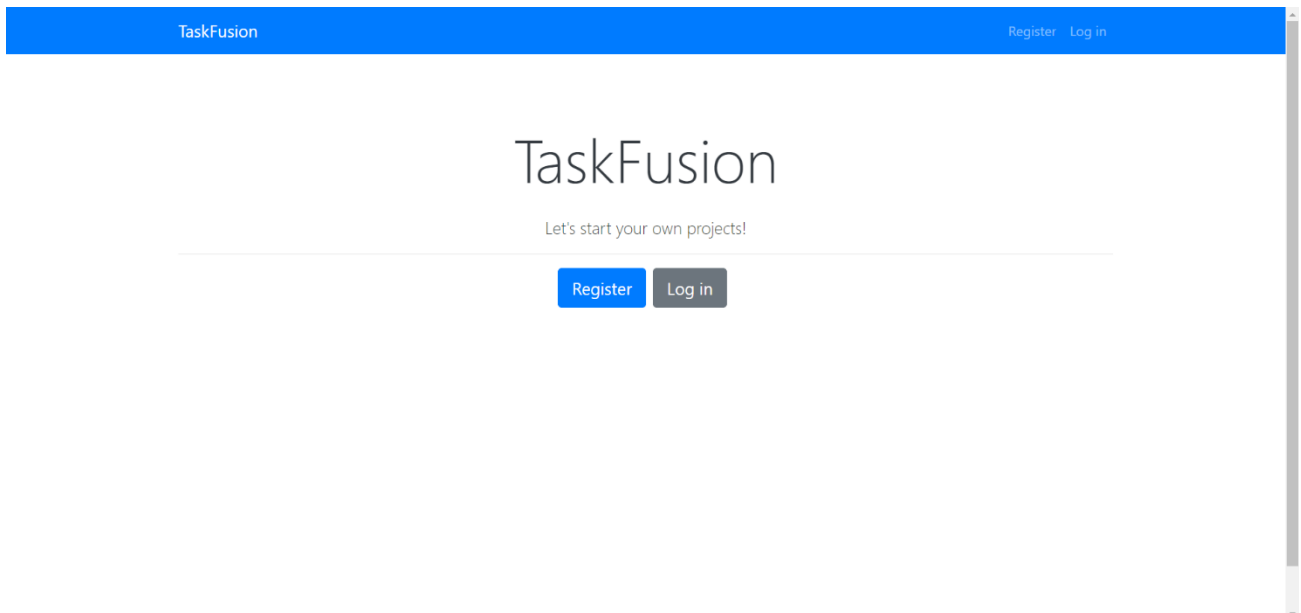 TaskFusion Register Log in
TaskFusion
Let's start your own projects!
Register Log in